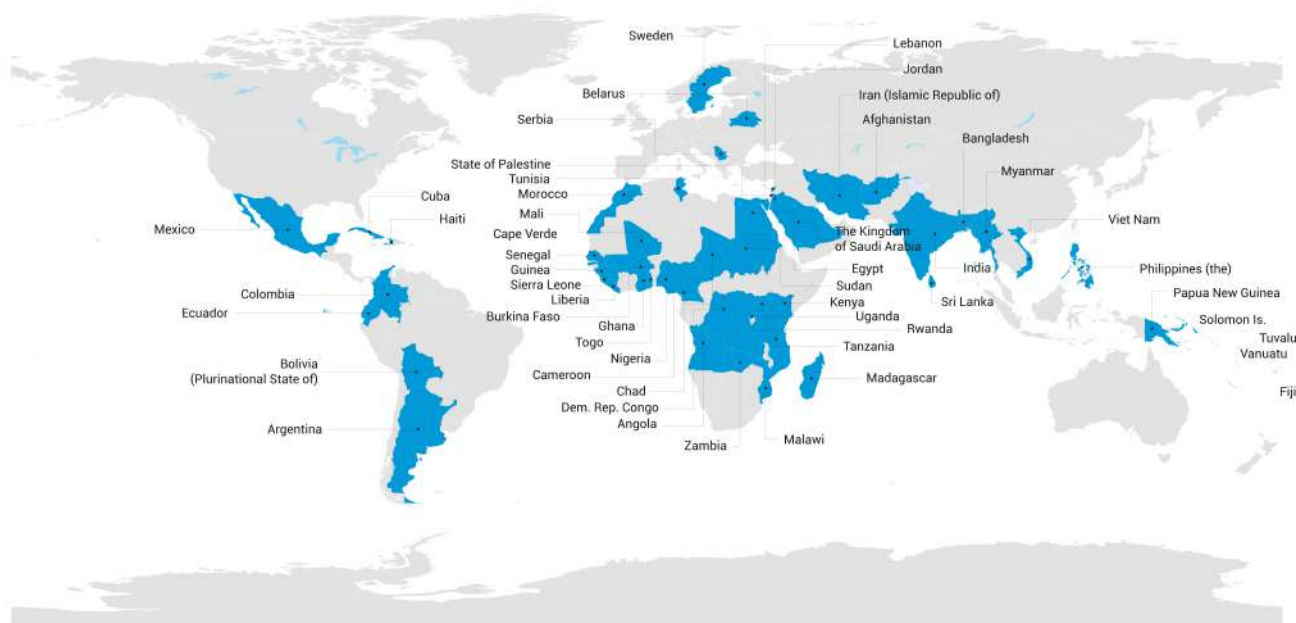 Sweden
Lebanon
Jordan
Belarus
Iran (Islamic Republic of)
Serbia
Afghanistan
Bangladesh
State of Palestine
Tunisia
Myanmar
Morocco
Cuba
Mali
Haiti
Viet Nam
Mexico
Cape Verde
The Kingdom
of Saudi Arabia
Senegal
Guinea
Egypt
India
Philippines (the)
Sierra Leone
Sudan
Colombia
Liberia
Kenya
Sri Lanka
Papua New Guinea
Ecuador
Burkina Faso
Uganda
Solomon Is.
Ghana
Rwanda
Tuvalu
Togo
Tanzania
Vanuatu
Nigeria
Bolivia
(Plurinational State of)
Cameroon
Madagascar
Chad
Fiji
Dem. Rep. Congo
Angola
Argentina
Zambia
Malawi